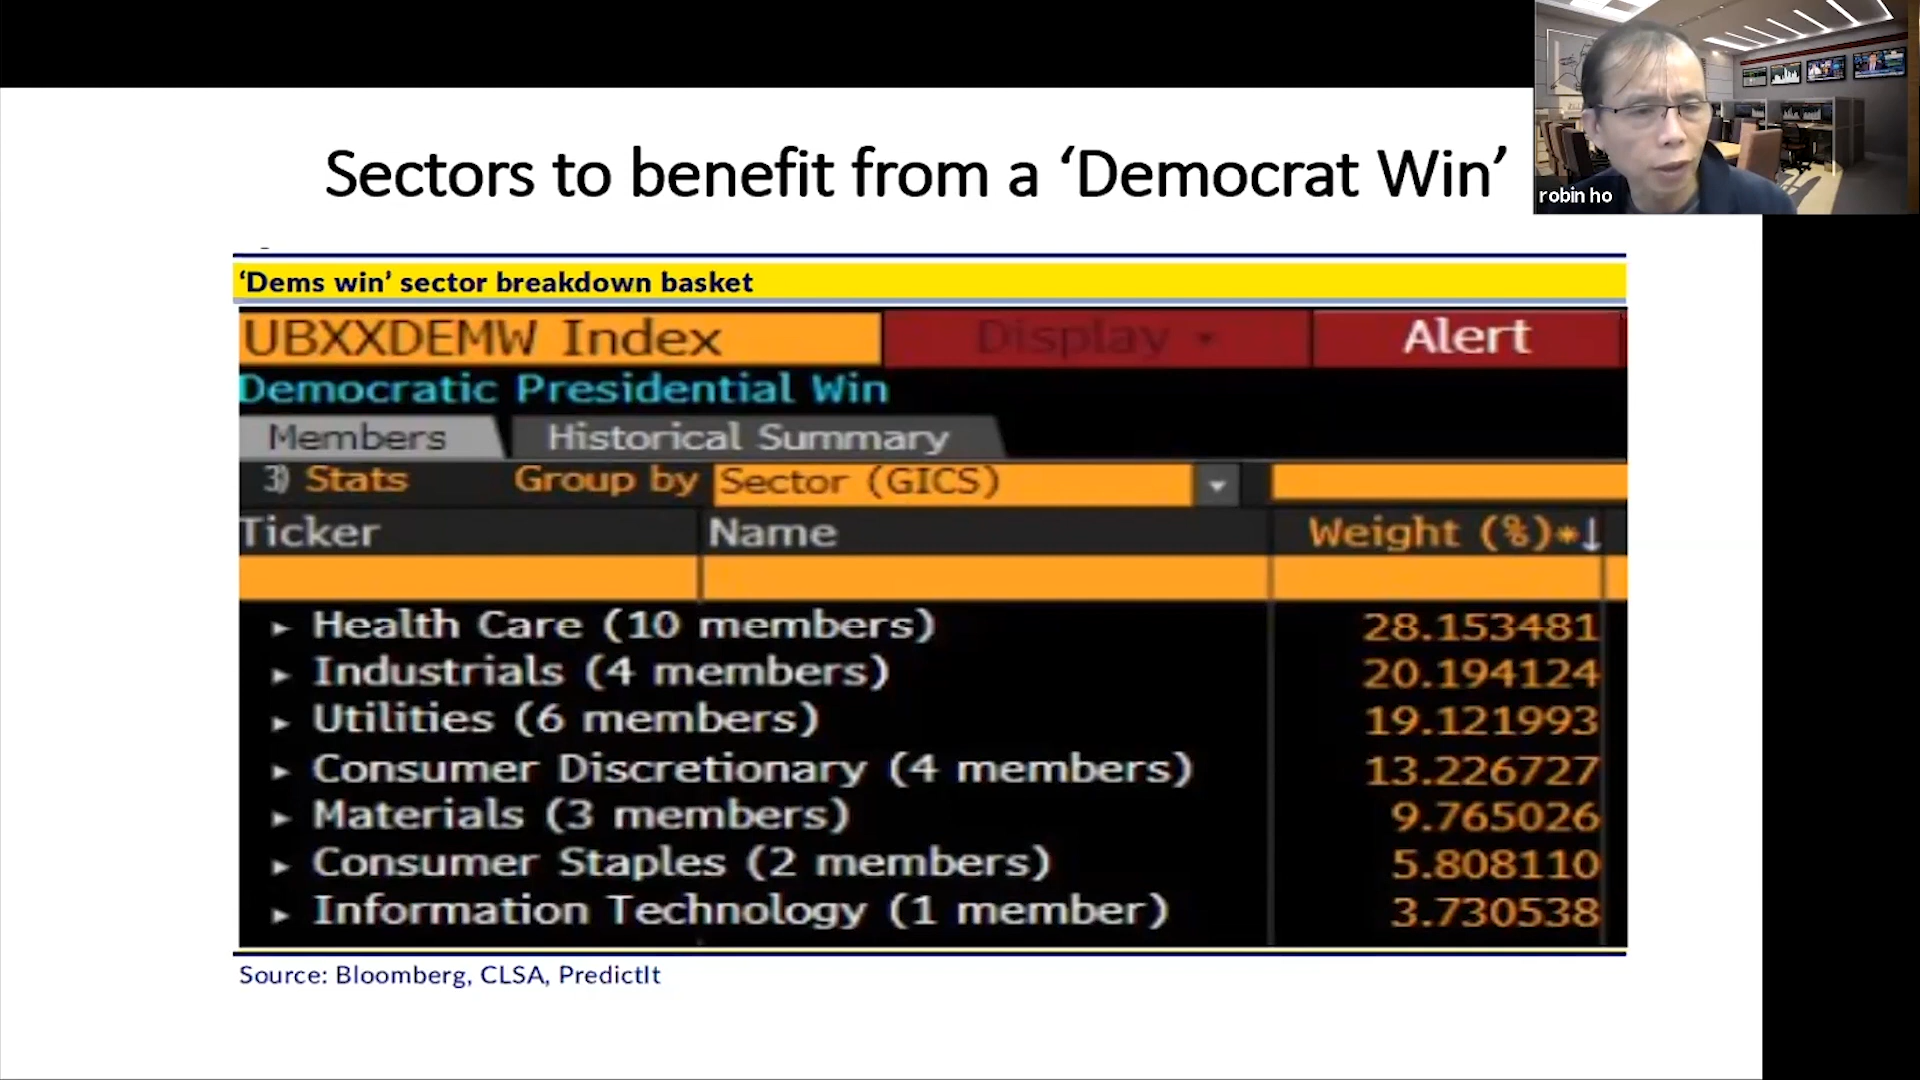 Sectors to benefit from a ‘Democrat Win’
robin ho
‘Dems win’ sector breakdown basket
UBXXDEMW Index Display Alert
Democratic Presidential Win
Members Historical Summary
3) Stats Group by Sector (GICS)
Ticker Name Weight (%)*↓
Health Care (10 members) 28.153481
Industrials (4 members) 20.194124
Utilities (6 members) 19.121993
Consumer Discretionary (4 members) 13.226727
Materials (3 members) 9.765026
Consumer Staples (2 members) 5.808110
Information Technology (1 member) 3.730538
Source: Bloomberg, CLSA, PredictIt